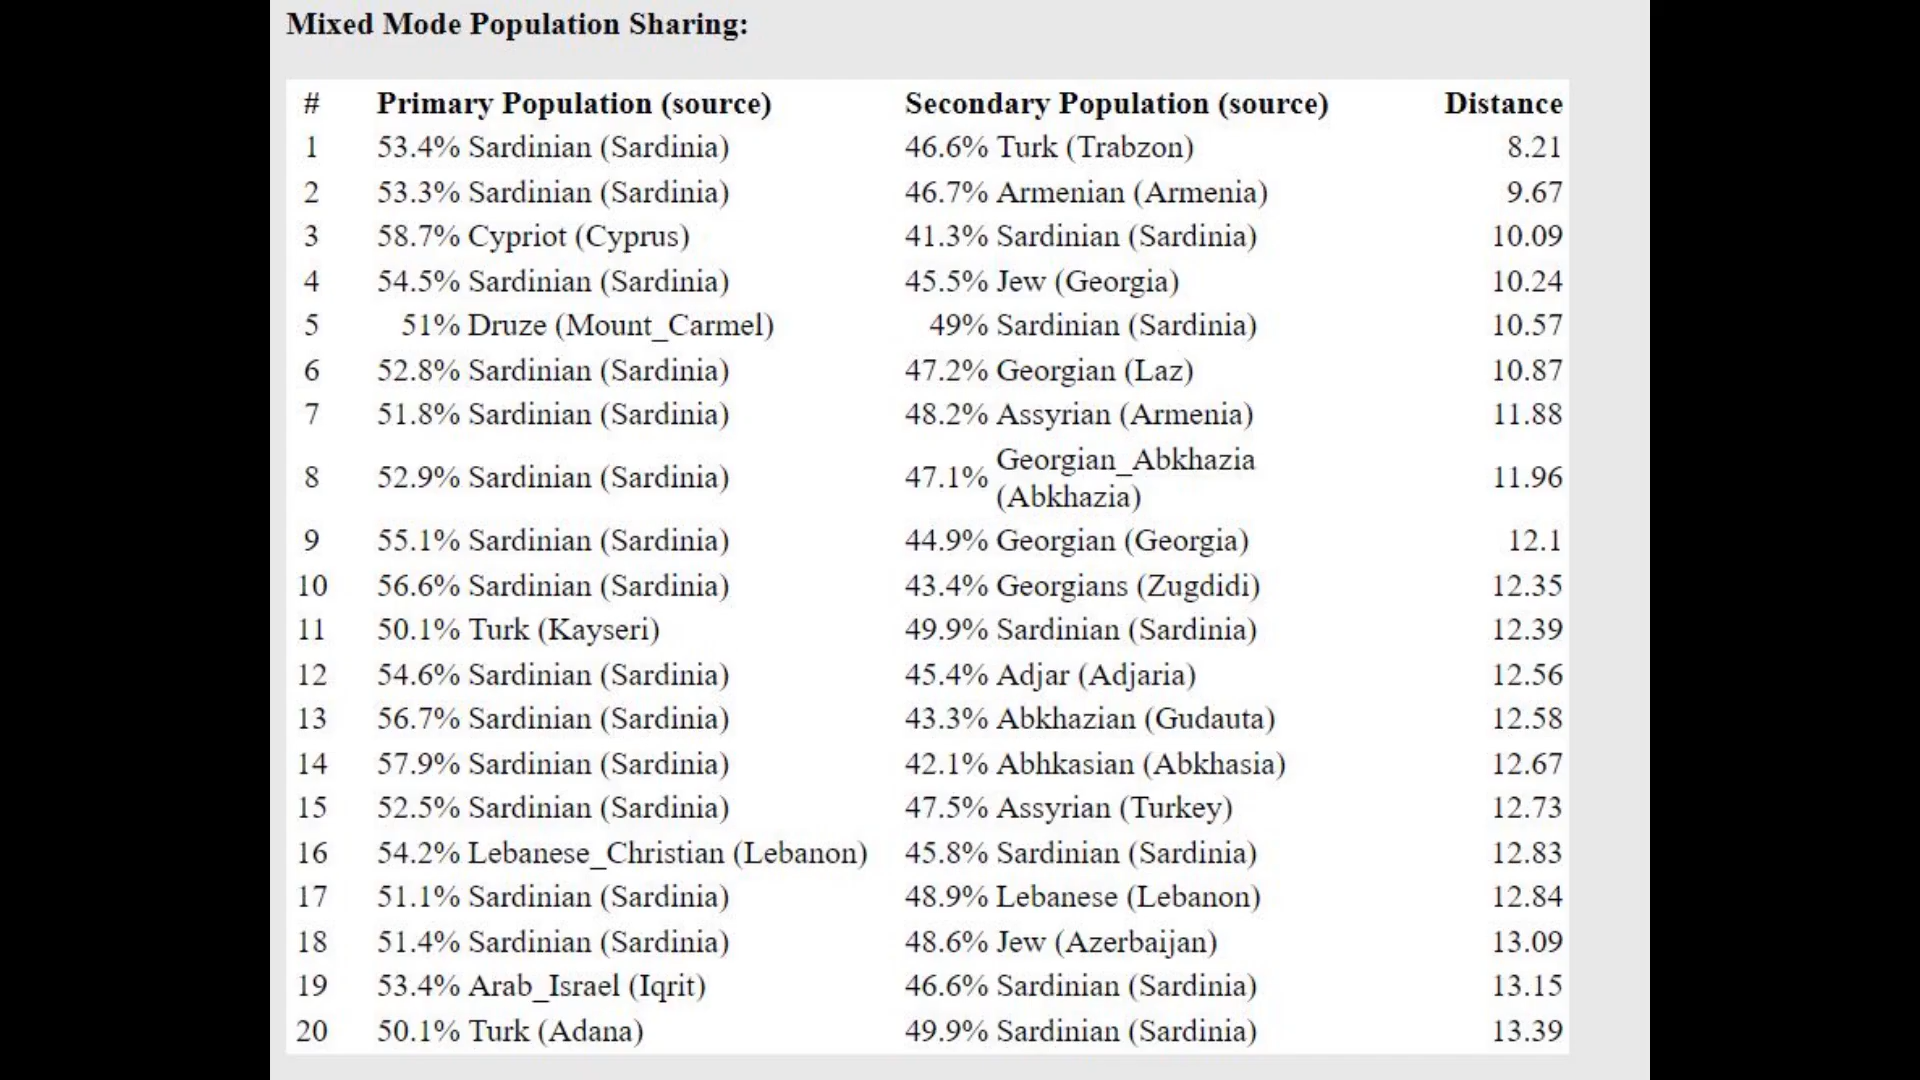 Mixed Mode Population Sharing:
# Primary Population (source) Secondary Population (source) Distance
1 53.4% Sardinian (Sardinia) 46.6% Turk (Trabzon) 8.21
2 53.3% Sardinian (Sardinia) 46.7% Armenian (Armenia) 9.67
3 58.7% Cypriot (Cyprus) 41.3% Sardinian (Sardinia) 10.09
4 54.5% Sardinian (Sardinia) 45.5% Jew (Georgia) 10.24
5 51% Druze (Mount_Carmel) 49% Sardinian (Sardinia) 10.57
6 52.8% Sardinian (Sardinia) 47.2% Georgian (Laz) 10.87
7 51.8% Sardinian (Sardinia) 48.2% Assyrian (Armenia) 11.88
8 52.9% Sardinian (Sardinia) 47.1% Georgian_Abkhazia
(Abkhazia) 11.96
9 55.1% Sardinian (Sardinia) 44.9% Georgian (Georgia) 12.1
10 56.6% Sardinian (Sardinia) 43.4% Georgians (Zugdidi) 12.35
11 50.1% Turk (Kayseri) 49.9% Sardinian (Sardinia) 12.39
12 54.6% Sardinian (Sardinia) 45.4% Adjar (Adjaria) 12.56
13 56.7% Sardinian (Sardinia) 43.3% Abkhazian (Gudauta) 12.58
14 57.9% Sardinian (Sardinia) 42.1% Abhkasian (Abkhasia) 12.67
15 52.5% Sardinian (Sardinia) 47.5% Assyrian (Turkey) 12.73
16 54.2% Lebanese_Christian (Lebanon) 45.8% Sardinian (Sardinia) 12.83
17 51.1% Sardinian (Sardinia) 48.9% Lebanese (Lebanon) 12.84
18 51.4% Sardinian (Sardinia) 48.6% Jew (Azerbaijan) 13.09
19 53.4% Arab_Israel (Iqrit) 46.6% Sardinian (Sardinia) 13.15
20 50.1% Turk (Adana) 49.9% Sardinian (Sardinia) 13.39